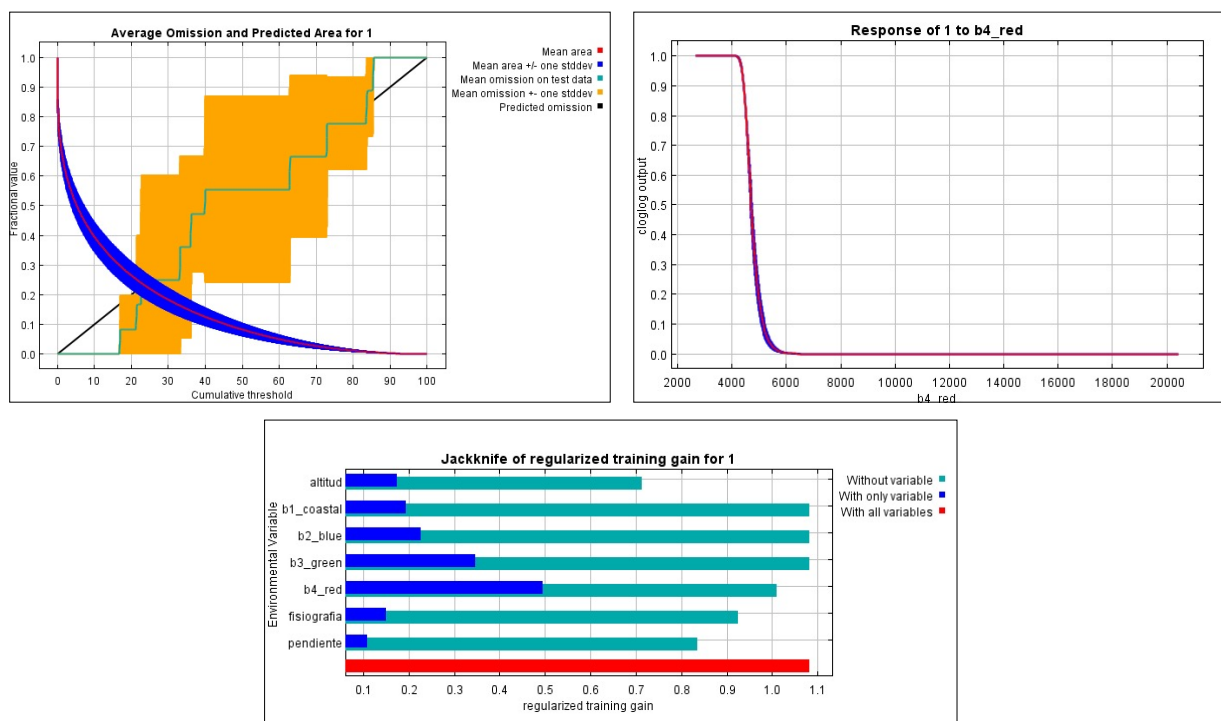 Average Omission and Predicted Area for 1
Mean area
Mean area +/- one stddev
Mean omission on test data
Mean omission +- one stddev
Predicted omission
Fractional value
1.0
0.9
0.8
0.7
0.6
0.5
0.4
0.3
0.2
0.1
0.0
0 10 20 30 40 50 60 70 80 90 100
Cumulative threshold
Response of 1 to b4_red
cloglog output
1.0
0.9
0.8
0.7
0.6
0.5
0.4
0.3
0.2
0.1
0.0
2000 4000 6000 8000 10000 12000 14000 16000 18000 20000
b4_red
Jackknife of regularized training gain for 1
Environmental Variable
altitud
b1_coastal
b2_blue
b3_green
b4_red
fisiografia
pendiente
Without variable
With only variable
With all variables
0.1 0.2 0.3 0.4 0.5 0.6 0.7 0.8 0.9 1.0 1.1
regularized training gain